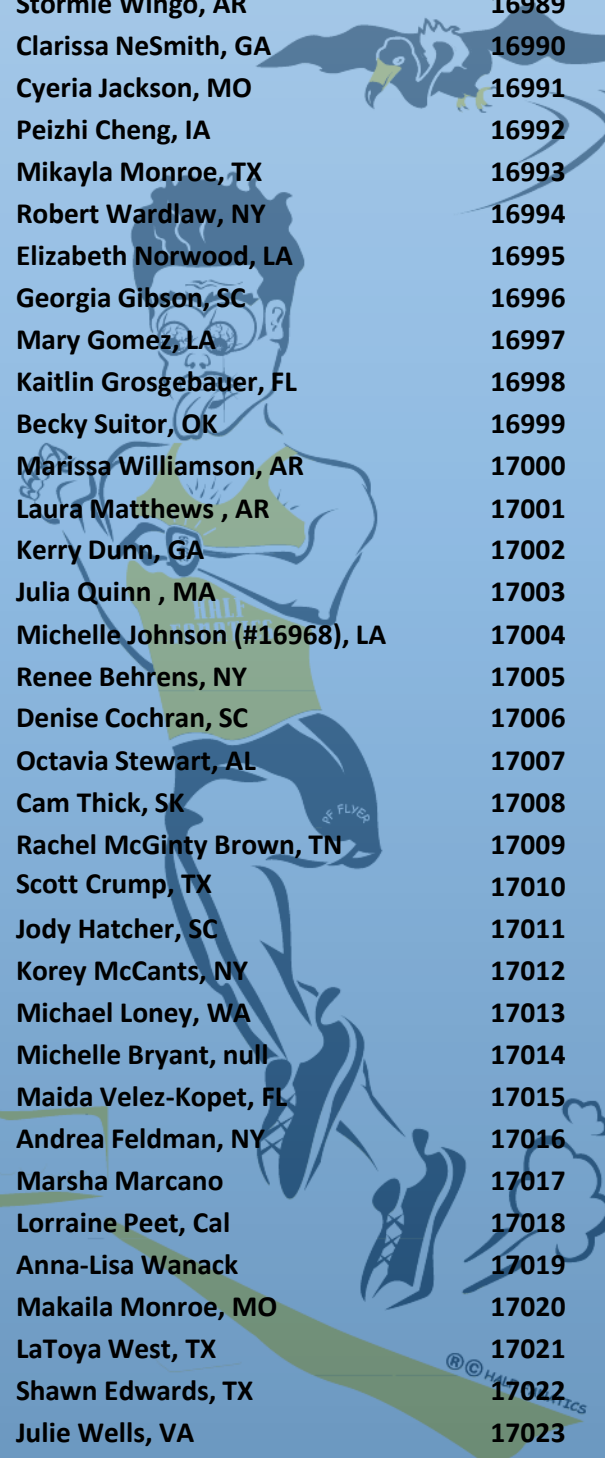 Stormie Wingo, AR 16989
Clarissa NeSmith, GA 16990
Cyeria Jackson, MO 16991
Peizhi Cheng, IA 16992
Mikayla Monroe, TX 16993
Robert Wardlaw, NY 16994
Elizabeth Norwood, LA 16995
Georgia Gibson, SC 16996
Mary Gomez, LA 16997
Kaitlin Grosgebauer, FL 16998
Becky Suitor, OK 16999
Marissa Williamson, AR 17000
Laura Matthews , AR 17001
Kerry Dunn, GA 17002
Julia Quinn , MA 17003
HALF
Michelle Johnson (#16968), LA 17004
Renee Behrens, NY 17005
Denise Cochran, SC 17006
Octavia Stewart, AL 17007
Cam Thick, SK 17008
PF FLYER
Rachel McGinty Brown, TN 17009
Scott Crump, TX 17010
Jody Hatcher, SC 17011
Korey McCants, NY 17012
Michael Loney, WA 17013
Michelle Bryant, null 17014
Maida Velez-Kopet, FL 17015
Andrea Feldman, NY 17016
Marsha Marcano 17017
Lorraine Peet, Cal 17018
Anna-Lisa Wanack 17019
Makaila Monroe, MO 17020
LaToya West, TX 17021
® © HALF FANATICS
Shawn Edwards, TX 17022
Julie Wells, VA 17023